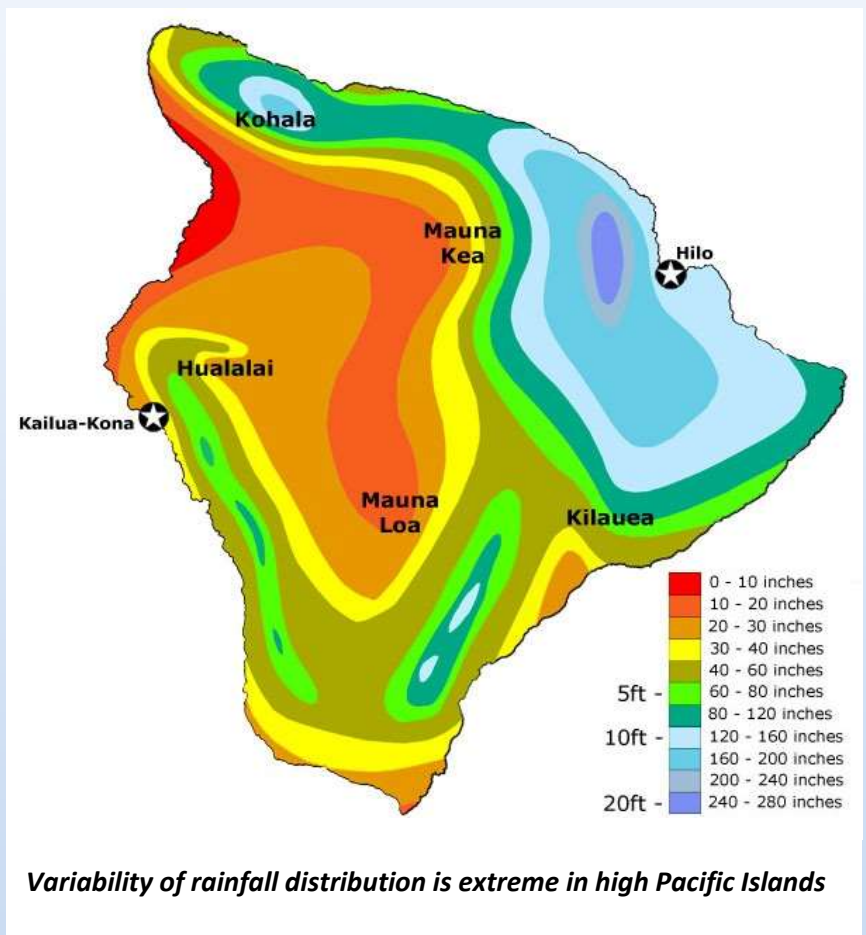 Kohala
Mauna
Kea
Hilo
Hualalai
Kailua-Kona
Mauna
Loa
Kilauea
0 - 10 inches
10 - 20 inches
20 - 30 inches
30 - 40 inches
40 - 60 inches
5ft - 60 - 80 inches
80 - 120 inches
10ft - 120 - 160 inches
160 - 200 inches
200 - 240 inches
20ft - 240 - 280 inches
Variability of rainfall distribution is extreme in high Pacific Islands